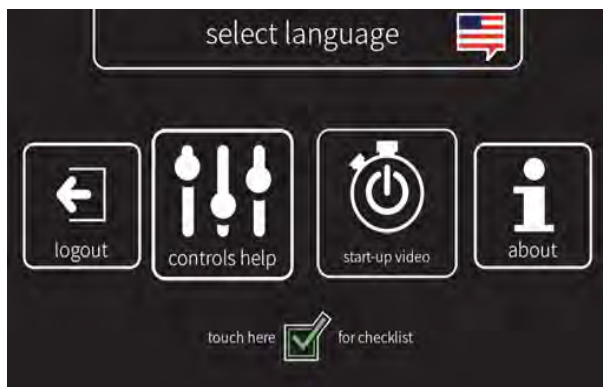 select language
logout
controls help
start-up video
about
touch here for checklist